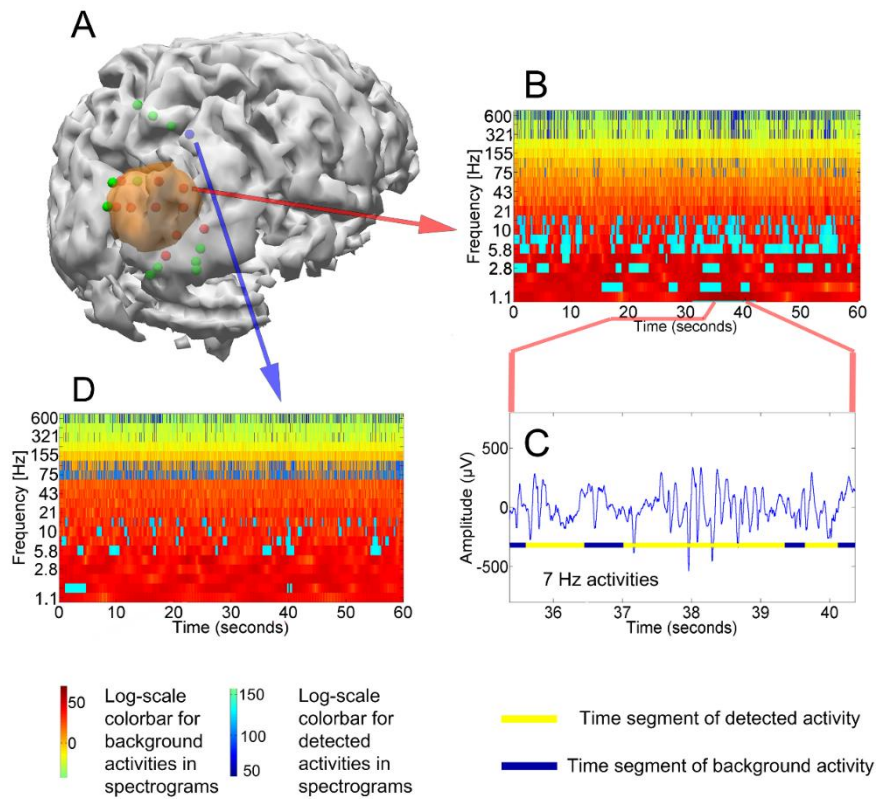 A
B
Frequency [Hz]
600
321
155
75
43
21
10
5.8
2.8
1.1
0 10 20 30 40 50 60
Time (seconds)
D
Frequency [Hz]
600
321
155
75
43
21
10
5.8
2.8
1.1
0 10 20 30 40 50 60
Time (seconds)
C
Amplitude (µV)
500
0
-500
7 Hz activities
36 37 38 39 40
Time (seconds)
50
0
Log-scale
colorbar for
background
activities in
spectrograms
150
100
50
Log-scale
colorbar for
detected
activities in
spectrograms
Time segment of detected activity
Time segment of background activity